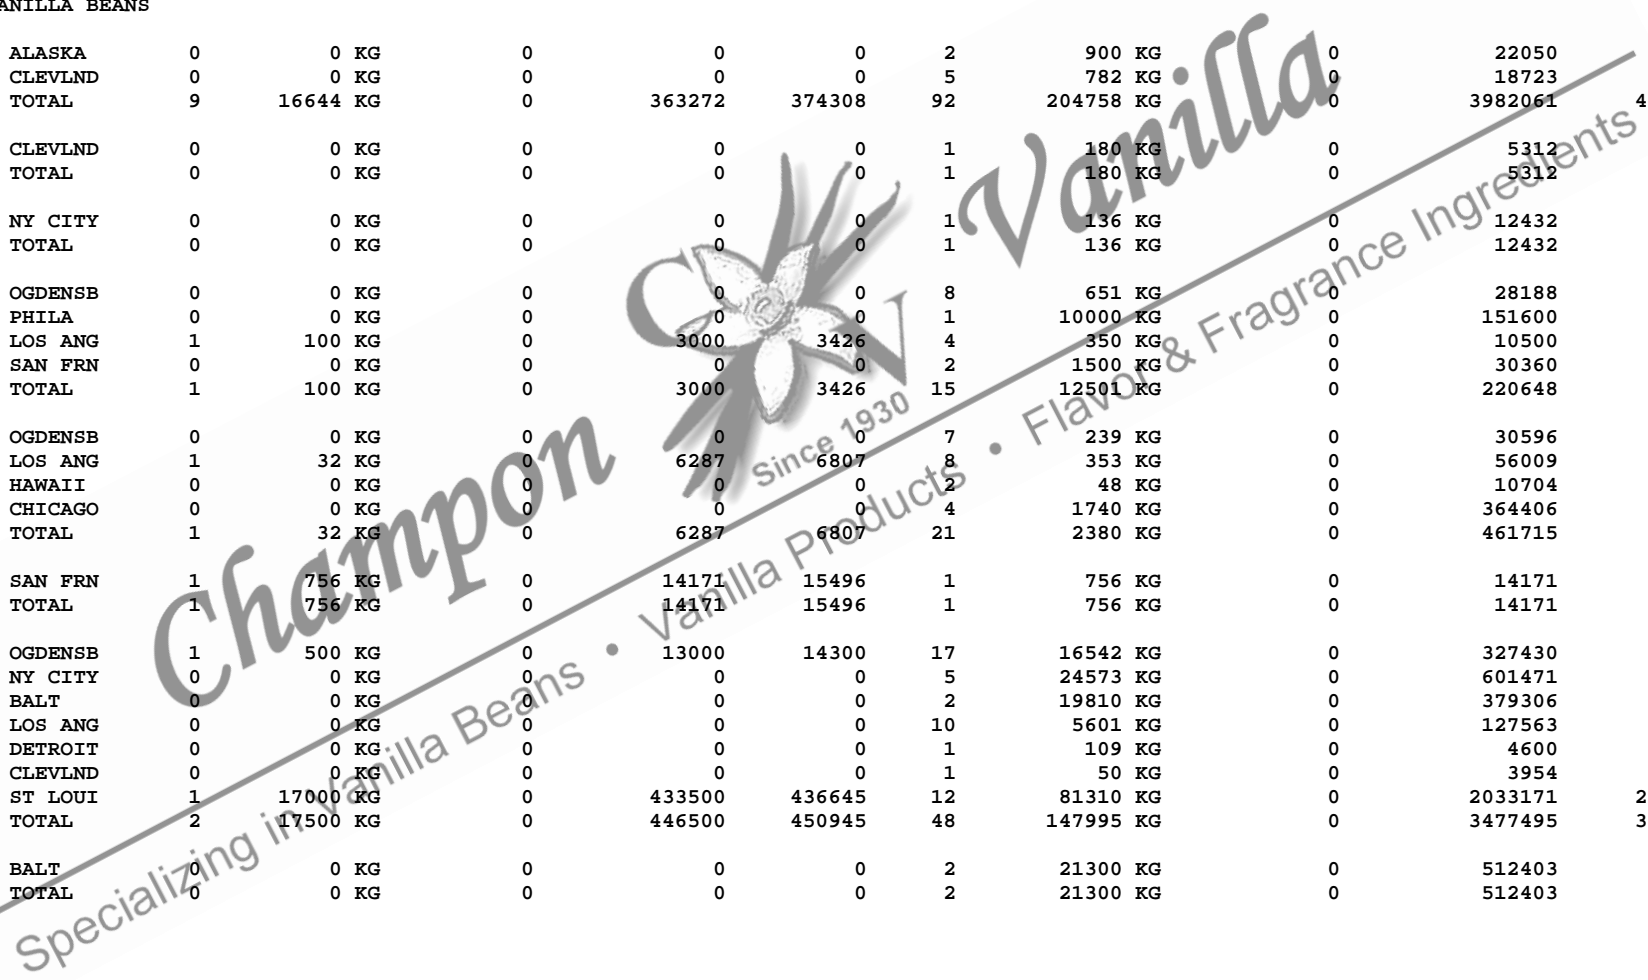 ANILLA BEANS
ALASKA 0 0 KG 0 0 0 2 900 KG 0 22050
CLEVLND 0 0 KG 0 0 0 5 782 KG 0 18723
TOTAL 9 16644 KG 0 363272 374308 92 204758 KG 0 3982061 4
CLEVLND 0 0 KG 0 0 0 1 180 KG 0 5312
TOTAL 0 0 KG 0 0 0 1 180 KG 0 5312
NY CITY 0 0 KG 0 0 0 1 136 KG 0 12432
TOTAL 0 0 KG 0 0 0 1 136 KG 0 12432
OGDENSB 0 0 KG 0 0 0 8 651 KG 0 28188
PHILA 0 0 KG 0 0 0 1 10000 KG 0 151600
LOS ANG 1 100 KG 0 3000 3426 4 350 KG 0 10500
SAN FRN 0 0 KG 0 0 0 2 1500 KG 0 30360
TOTAL 1 100 KG 0 3000 3426 15 12501 KG 0 220648
OGDENSB 0 0 KG 0 0 0 7 239 KG 0 30596
LOS ANG 1 32 KG 0 6287 6807 8 353 KG 0 56009
HAWAII 0 0 KG 0 0 0 2 48 KG 0 10704
CHICAGO 0 0 KG 0 0 0 4 1740 KG 0 364406
TOTAL 1 32 KG 0 6287 6807 21 2380 KG 0 461715
SAN FRN 1 756 KG 0 14171 15496 1 756 KG 0 14171
TOTAL 1 756 KG 0 14171 15496 1 756 KG 0 14171
OGDENSB 1 500 KG 0 13000 14300 17 16542 KG 0 327430
NY CITY 0 0 KG 0 0 0 5 24573 KG 0 601471
BALT 0 0 KG 0 0 0 2 19810 KG 0 379306
LOS ANG 0 0 KG 0 0 0 10 5601 KG 0 127563
DETROIT 0 0 KG 0 0 0 1 109 KG 0 4600
CLEVLND 0 0 KG 0 0 0 1 50 KG 0 3954
ST LOUI 1 17000 KG 0 433500 436645 12 81310 KG 0 2033171 2
TOTAL 2 17500 KG 0 446500 450945 48 147995 KG 0 3477495 3
BALT 0 0 KG 0 0 0 2 21300 KG 0 512403
TOTAL 0 0 KG 0 0 0 2 21300 KG 0 512403
Champon C V Vanilla
Since 1930
Specializing in Vanilla Beans • Vanilla Products • Flavor & Fragrance Ingredients